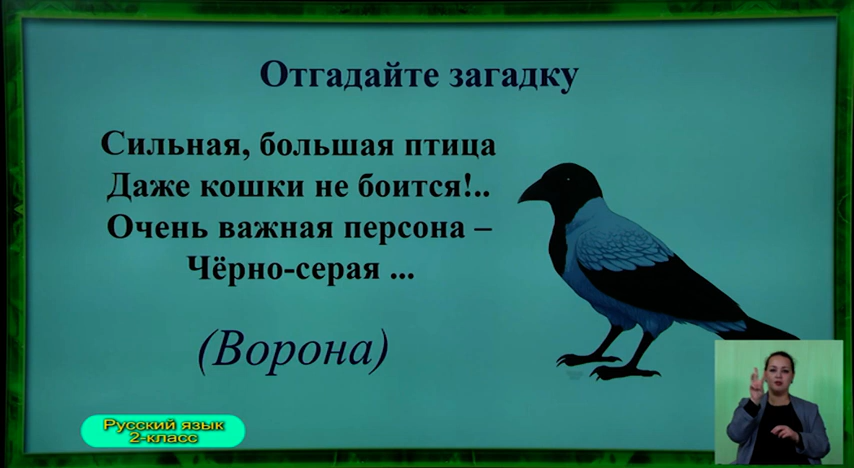 Отгадайте загадку
Сильная, большая птица
Даже кошки не боится!..
Очень важная персона –
Чёрно-серая ...
(Ворона)
Русский язык
2-класс